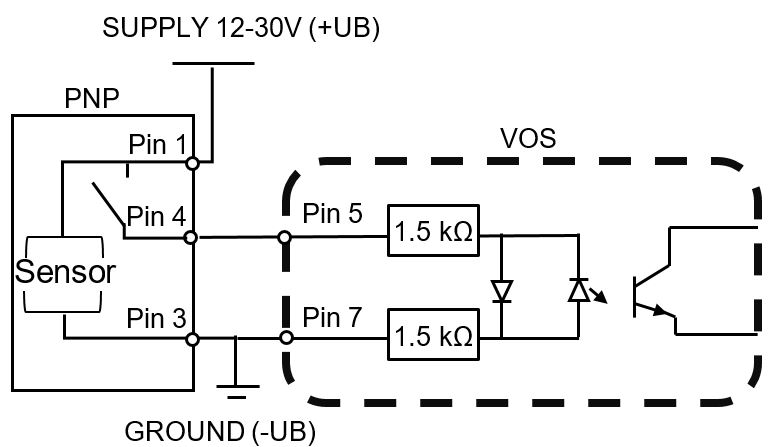 SUPPLY 12-30V (+UB)
PNP
Pin 1
VOS
Pin 4
Pin 5
1.5 kΩ
Sensor
Pin 3
Pin 7
1.5 kΩ
GROUND (-UB)